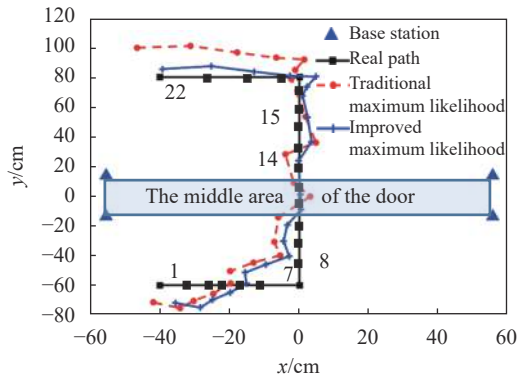 120
100
80
60
40
20
0
−20
−40
−60
−80
y/cm
Base station
Real path
Traditional
maximum likelihood
Improved
maximum likelihood
22
15
14
The middle area of the door
1
7
8
−60
−40
−20
0
20
40
60
x/cm